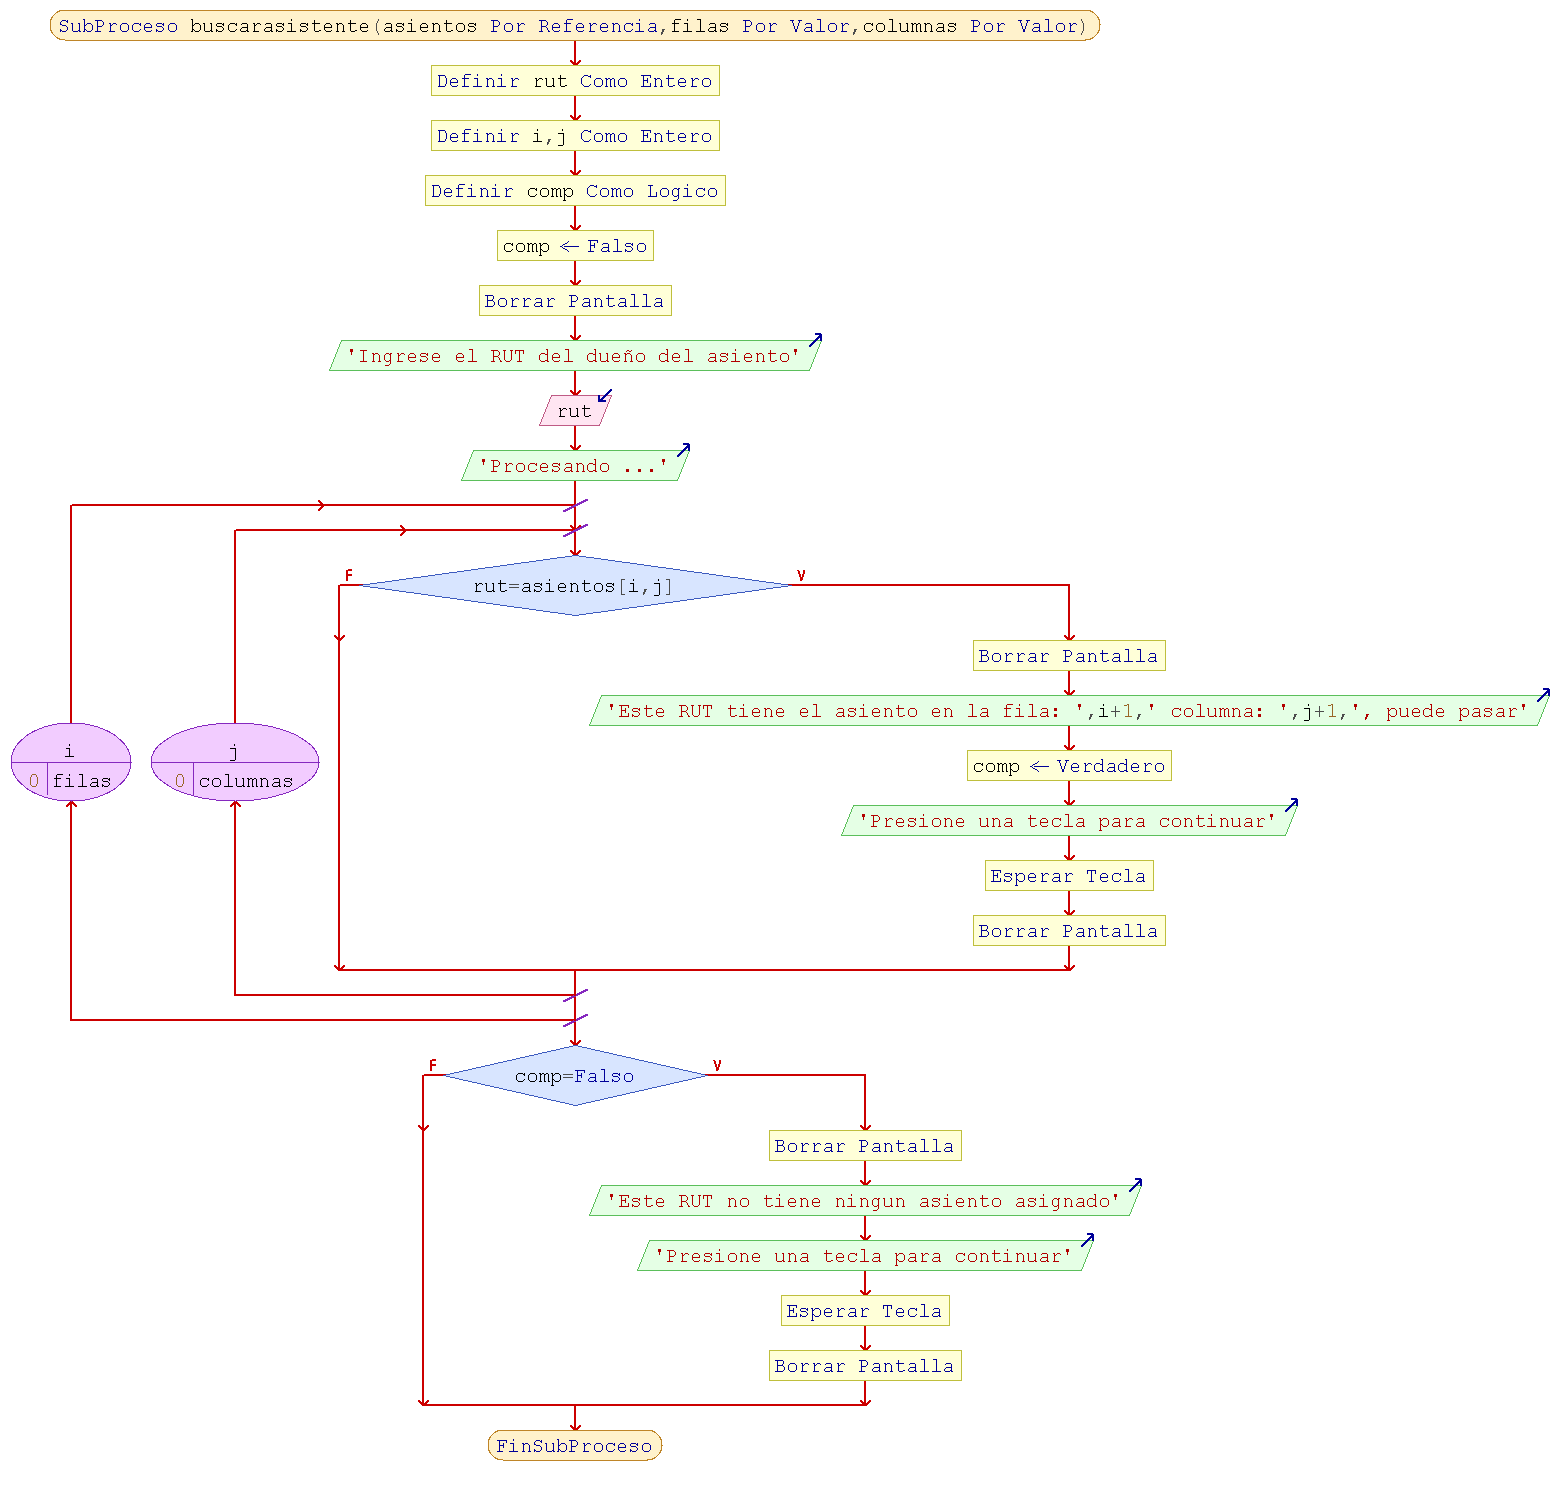 SubProceso buscarasistente(asientos Por Referencia,filas Por Valor,columnas Por Valor)
Definir rut Como Entero
Definir i,j Como Entero
Definir comp Como Logico
comp ← Falso
Borrar Pantalla
'Ingrese el RUT del dueño del asiento'
rut
'Procesando ...'
F
rut=asientos[i,j]
V
Borrar Pantalla
'Este RUT tiene el asiento en la fila: ',i+1,' columna: ',j+1,', puede pasar'
i
0 filas
j
0 columnas
comp ← Verdadero
'Presione una tecla para continuar'
Esperar Tecla
Borrar Pantalla
F
comp=Falso
V
Borrar Pantalla
'Este RUT no tiene ningun asiento asignado'
'Presione una tecla para continuar'
Esperar Tecla
Borrar Pantalla
FinSubProceso